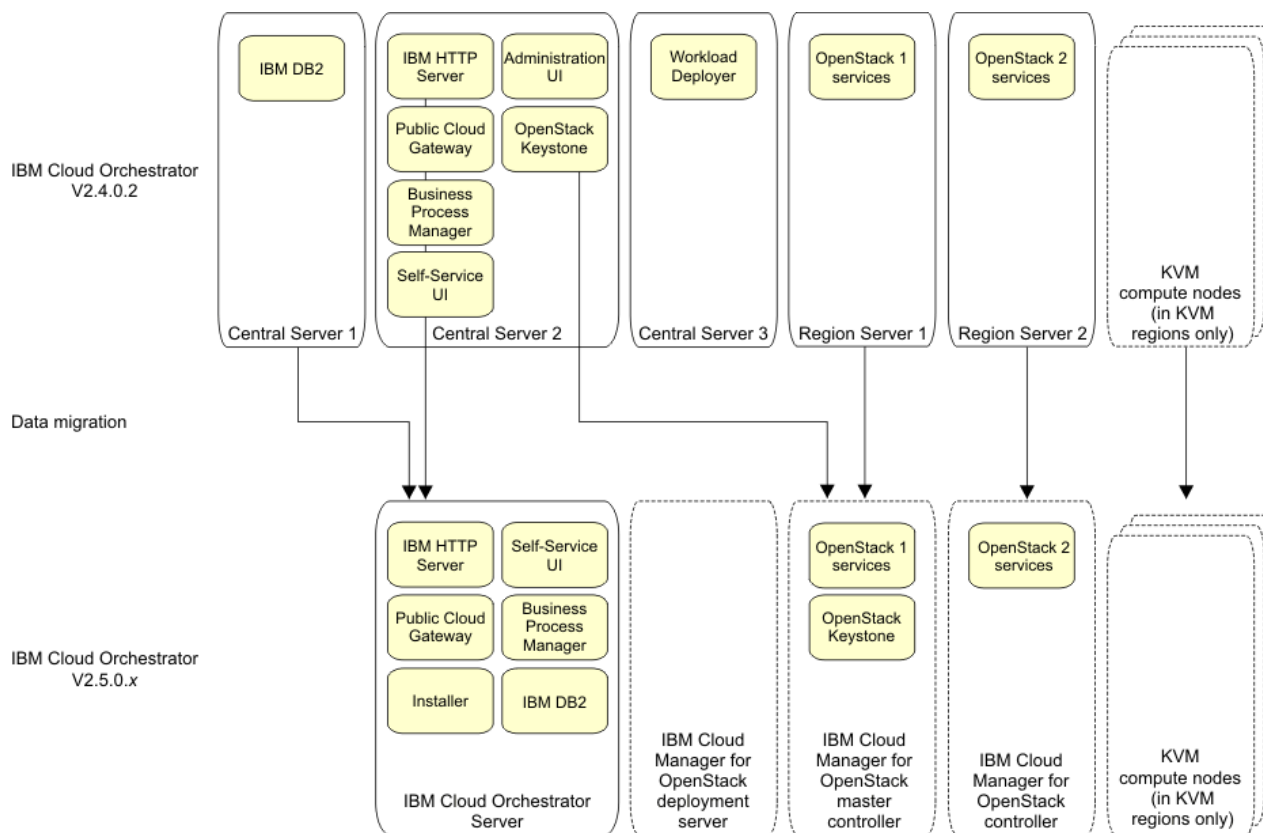 IBM Cloud Orchestrator
V2.4.0.2
IBM DB2
Central Server 1
IBM HTTP
Server
Administration
UI
Public Cloud
Gateway
OpenStack
Keystone
Business
Process
Manager
Self-Service
UI
Central Server 2
Workload
Deployer
Central Server 3
OpenStack 1
services
Region Server 1
OpenStack 2
services
Region Server 2
KVM
compute nodes
(in KVM
regions only)
Data migration
IBM Cloud Orchestrator
V2.5.0.x
IBM HTTP
Server
Self-Service
UI
Public Cloud
Gateway
Business
Process
Manager
Installer
IBM DB2
IBM Cloud Orchestrator
Server
IBM Cloud
Manager for
OpenStack
deployment
server
OpenStack 1
services
OpenStack
Keystone
IBM Cloud
Manager for
OpenStack
master
controller
OpenStack 2
services
IBM Cloud
Manager for
OpenStack
controller
KVM
compute nodes
(in KVM
regions only)